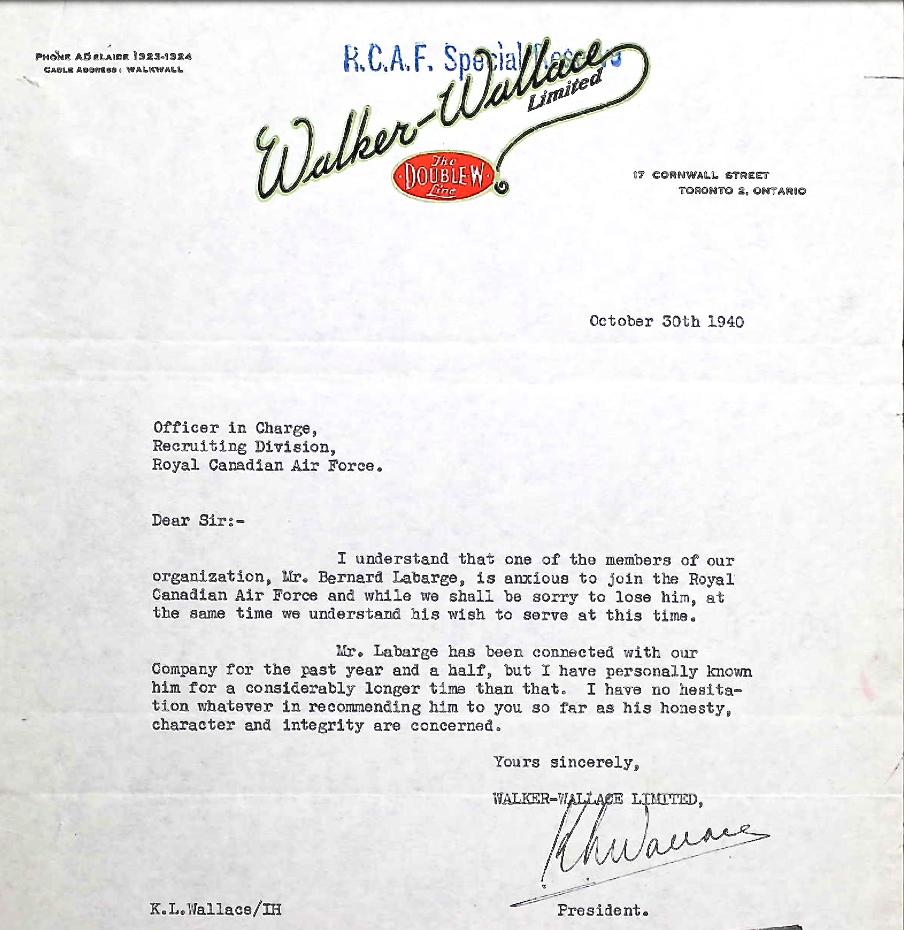 PHONE ADELAIDE 1323-1324
CABLE ADDRESS: WALKWALL
R.C.A.F. Special Reserve
Walker-Wallace
Limited
The
DOUBLE-W
Line
17 CORNWALL STREET
TORONTO 2, ONTARIO
October 30th 1940
Officer in Charge,
Recruiting Division,
Royal Canadian Air Force.
Dear Sir:-
I understand that one of the members of our
organization, Mr. Bernard Labarge, is anxious to join the Royal
Canadian Air Force and while we shall be sorry to lose him, at
the same time we understand his wish to serve at this time.
Mr. Labarge has been connected with our
Company for the past year and a half, but I have personally known
him for a considerably longer time than that. I have no hesita-
tion whatever in recommending him to you so far as his honesty,
character and integrity are concerned.
Yours sincerely,
WALKER-WALLACE LIMITED,
KLWallace
K.L.Wallace/IH
President.